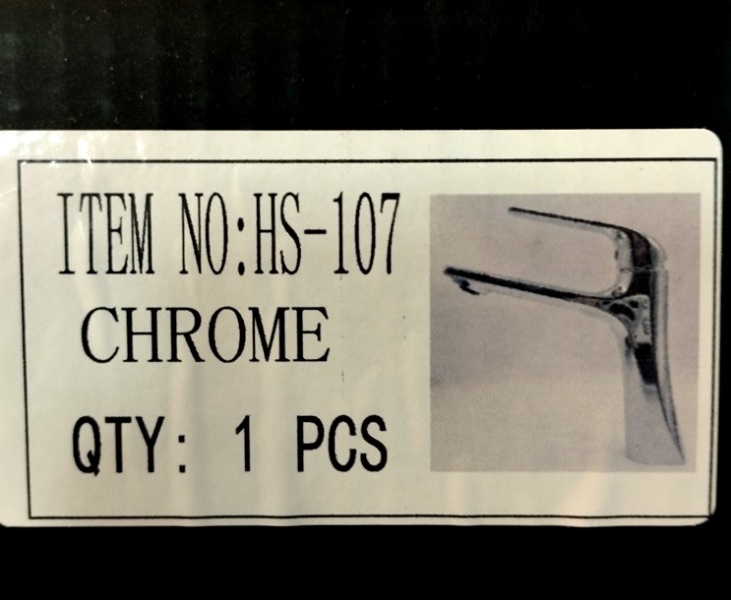 ITEM NO:HS-107
CHROME
QTY: 1 PCS